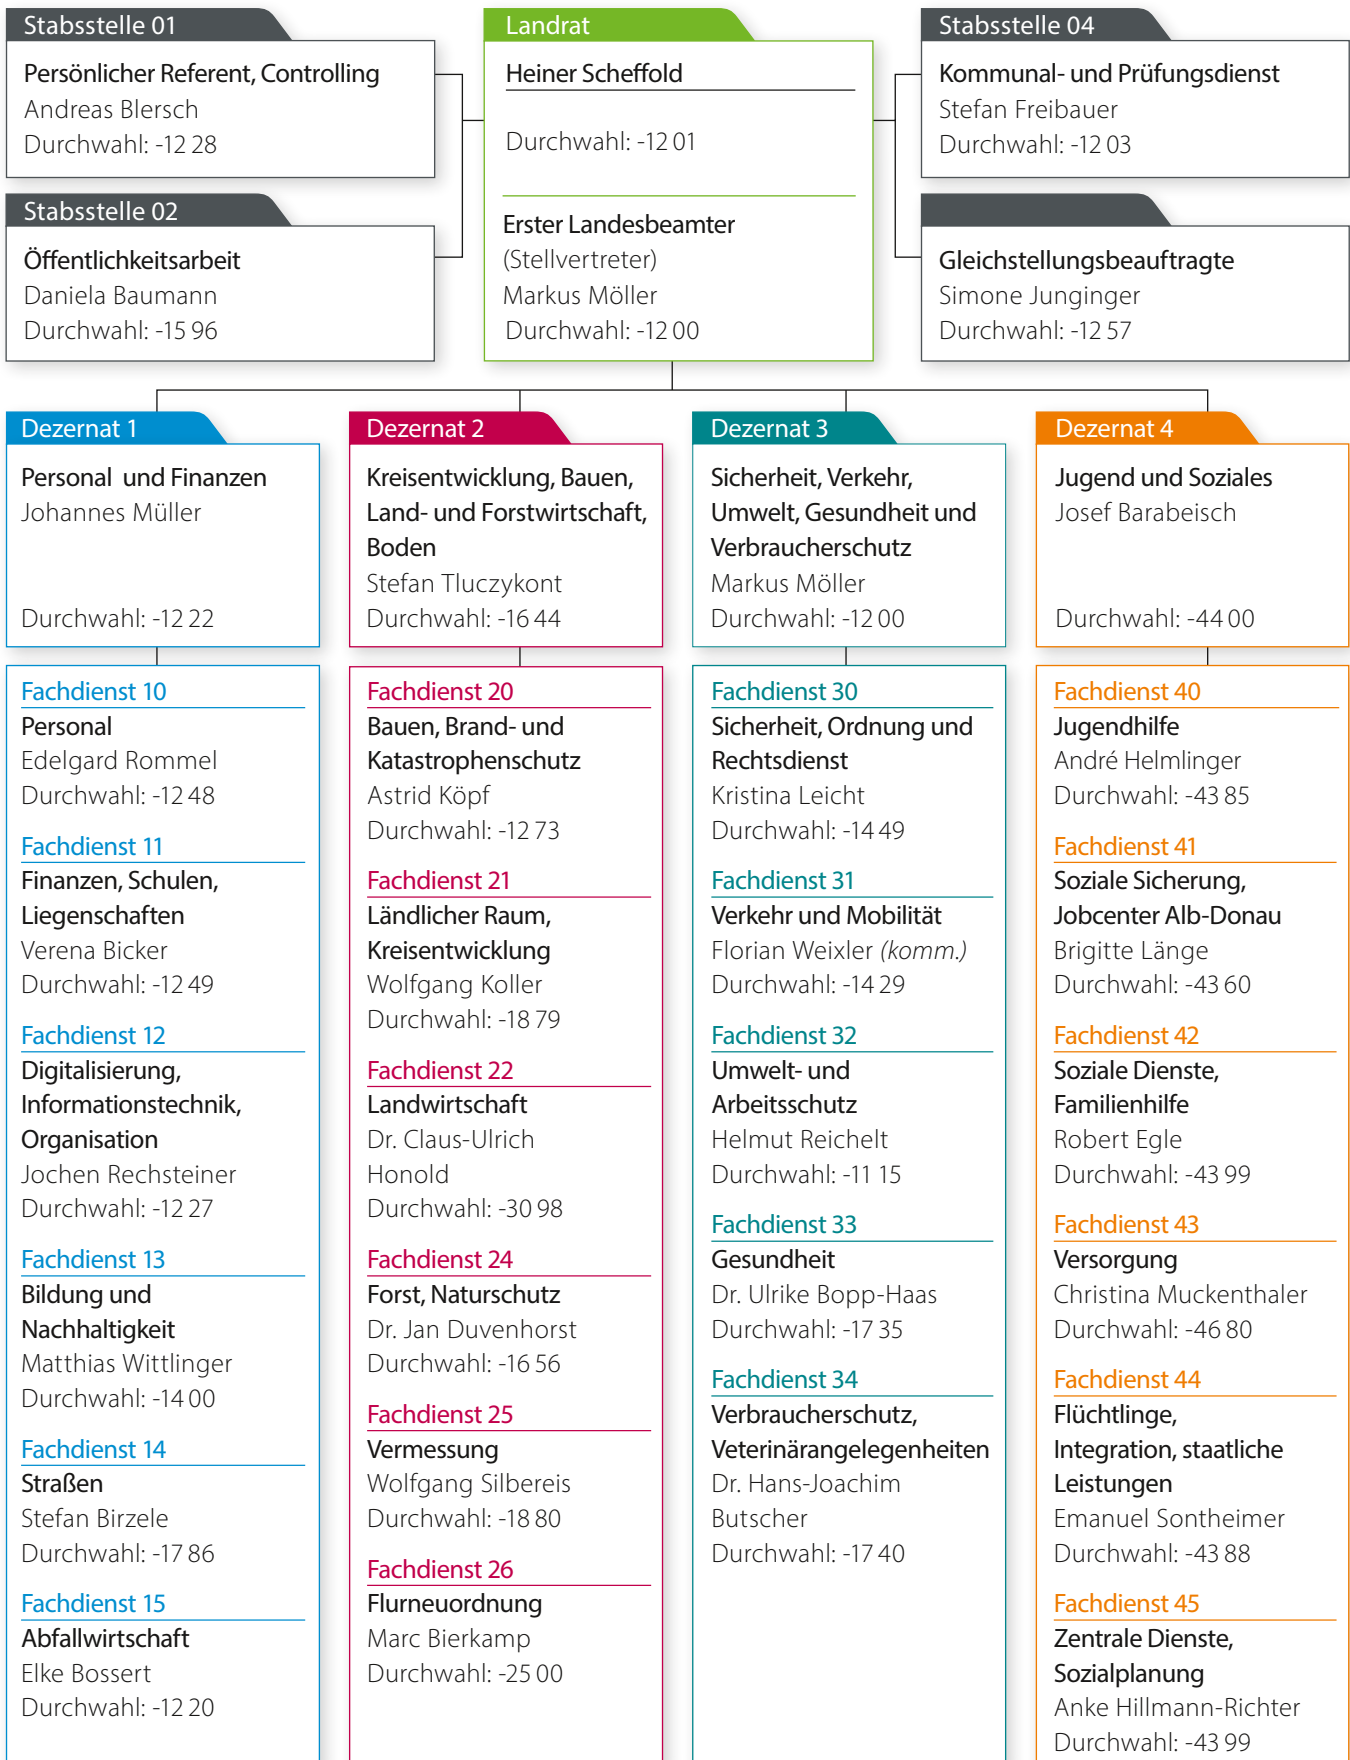 Stabsstelle 01
Persönlicher Referent, Controlling
Andreas Blersch
Durchwahl: -12 28
Stabsstelle 02
Öffentlichkeitsarbeit
Daniela Baumann
Durchwahl: -15 96
Landrat
Heiner Scheffold
Durchwahl: -12 01
Erster Landesbeamter
(Stellvertreter)
Markus Möller
Durchwahl: -12 00
Stabsstelle 04
Kommunal- und Prüfungsdienst
Stefan Freibauer
Durchwahl: -12 03
Gleichstellungsbeauftragte
Simone Junginger
Durchwahl: -12 57
Dezernat 1
Personal und Finanzen
Johannes Müller
Durchwahl: -12 22
Fachdienst 10
Personal
Edelgard Rommel
Durchwahl: -12 48
Fachdienst 11
Finanzen, Schulen,
Liegenschaften
Verena Bicker
Durchwahl: -12 49
Fachdienst 12
Digitalisierung,
Informationstechnik,
Organisation
Jochen Rechsteiner
Durchwahl: -12 27
Fachdienst 13
Bildung und
Nachhaltigkeit
Matthias Wittlinger
Durchwahl: -14 00
Fachdienst 14
Straßen
Stefan Birzele
Durchwahl: -17 86
Fachdienst 15
Abfallwirtschaft
Elke Bossert
Durchwahl: -12 20
Dezernat 2
Kreisentwicklung, Bauen,
Land- und Forstwirtschaft,
Boden
Stefan Tluczykont
Durchwahl: -16 44
Fachdienst 20
Bauen, Brand- und
Katastrophenschutz
Astrid Köpf
Durchwahl: -12 73
Fachdienst 21
Ländlicher Raum,
Kreisentwicklung
Wolfgang Koller
Durchwahl: -18 79
Fachdienst 22
Landwirtschaft
Dr. Claus-Ulrich
Honold
Durchwahl: -30 98
Fachdienst 24
Forst, Naturschutz
Dr. Jan Duvenhorst
Durchwahl: -16 56
Fachdienst 25
Vermessung
Wolfgang Silbereis
Durchwahl: -18 80
Fachdienst 26
Flurneuordnung
Marc Bierkamp
Durchwahl: -25 00
Dezernat 3
Sicherheit, Verkehr,
Umwelt, Gesundheit und
Verbraucherschutz
Markus Möller
Durchwahl: -12 00
Fachdienst 30
Sicherheit, Ordnung und
Rechtsdienst
Kristina Leicht
Durchwahl: -14 49
Fachdienst 31
Verkehr und Mobilität
Florian Weixler (komm.)
Durchwahl: -14 29
Fachdienst 32
Umwelt- und
Arbeitsschutz
Helmut Reichelt
Durchwahl: -11 15
Fachdienst 33
Gesundheit
Dr. Ulrike Bopp-Haas
Durchwahl: -17 35
Fachdienst 34
Verbraucherschutz,
Veterinärangelegenheiten
Dr. Hans-Joachim
Butscher
Durchwahl: -17 40
Dezernat 4
Jugend und Soziales
Josef Barabeisch
Durchwahl: -44 00
Fachdienst 40
Jugendhilfe
André Helmlinger
Durchwahl: -43 85
Fachdienst 41
Soziale Sicherung,
Jobcenter Alb-Donau
Brigitte Länge
Durchwahl: -43 60
Fachdienst 42
Soziale Dienste,
Familienhilfe
Robert Egle
Durchwahl: -43 99
Fachdienst 43
Versorgung
Christina Muckenthaler
Durchwahl: -46 80
Fachdienst 44
Flüchtlinge,
Integration, staatliche
Leistungen
Emanuel Sontheimer
Durchwahl: -43 88
Fachdienst 45
Zentrale Dienste,
Sozialplanung
Anke Hillmann-Richter
Durchwahl: -43 99